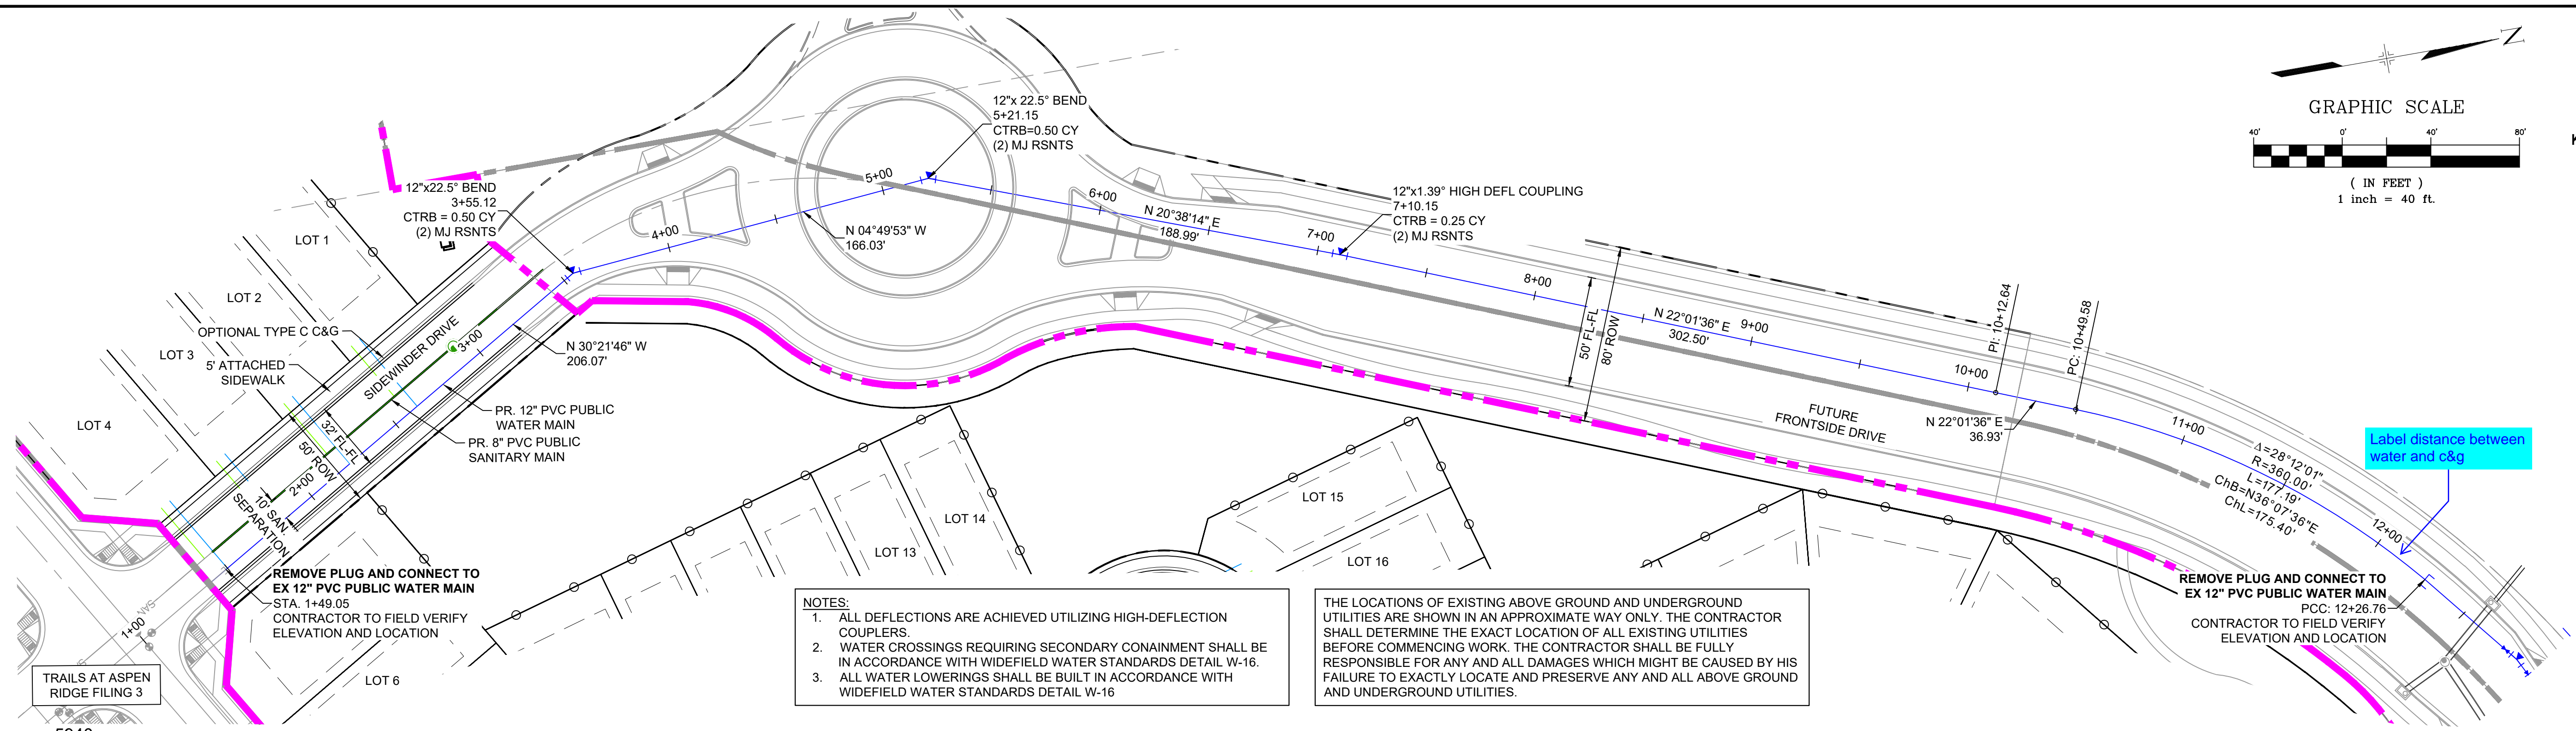 GRAPHIC SCALE
40' 0' 40' 80'
( IN FEET )
1 inch = 40 ft.
N
12"x 22.5° BEND
5+21.15
CTRB=0.50 CY
(2) MJ RSNTS
12"x22.5° BEND
3+55.12
CTRB = 0.50 CY
(2) MJ RSNTS
12"x1.39° HIGH DEFL COUPLING
7+10.15
CTRB = 0.25 CY
(2) MJ RSNTS
N 04°49'53" W
166.03'
N 20°38'14" E
188.99'
4+00
5+00
6+00
7+00
8+00
9+00
10+00
11+00
12+00
N 22°01'36" E
302.50'
50' FL-FL
80' ROW
PI: 10+12.64
PC: 10+49.58
N 22°01'36" E
36.93'
FUTURE
FRONTSIDE DRIVE
Δ=28°12'01"
R=360.00'
L=177.19'
ChB=N36°07'36"E
ChL=175.40'
Label distance between
water and c&g
LOT 1
LOT 2
OPTIONAL TYPE C C&G
LOT 3
5' ATTACHED
SIDEWALK
LOT 4
SIDEWINDER DRIVE
3+00
N 30°21'46" W
206.07'
PR. 12" PVC PUBLIC
WATER MAIN
PR. 8" PVC PUBLIC
SANITARY MAIN
32' FL-FL
50' ROW
2+00
10' SAN.
SEPARATION
REMOVE PLUG AND CONNECT TO
EX 12" PVC PUBLIC WATER MAIN
STA. 1+49.05
CONTRACTOR TO FIELD VERIFY
ELEVATION AND LOCATION
SAN
1+00
TRAILS AT ASPEN
RIDGE FILING 3
LOT 6
LOT 13
LOT 14
LOT 15
LOT 16
NOTES:
1. ALL DEFLECTIONS ARE ACHIEVED UTILIZING HIGH-DEFLECTION
COUPLERS.
2. WATER CROSSINGS REQUIRING SECONDARY CONAINMENT SHALL BE
IN ACCORDANCE WITH WIDEFIELD WATER STANDARDS DETAIL W-16.
3. ALL WATER LOWERINGS SHALL BE BUILT IN ACCORDANCE WITH
WIDEFIELD WATER STANDARDS DETAIL W-16
THE LOCATIONS OF EXISTING ABOVE GROUND AND UNDERGROUND
UTILITIES ARE SHOWN IN AN APPROXIMATE WAY ONLY. THE CONTRACTOR
SHALL DETERMINE THE EXACT LOCATION OF ALL EXISTING UTILITIES
BEFORE COMMENCING WORK. THE CONTRACTOR SHALL BE FULLY
RESPONSIBLE FOR ANY AND ALL DAMAGES WHICH MIGHT BE CAUSED BY HIS
FAILURE TO EXACTLY LOCATE AND PRESERVE ANY AND ALL ABOVE GROUND
AND UNDERGROUND UTILITIES.
REMOVE PLUG AND CONNECT TO
EX 12" PVC PUBLIC WATER MAIN
PCC: 12+26.76
CONTRACTOR TO FIELD VERIFY
ELEVATION AND LOCATION